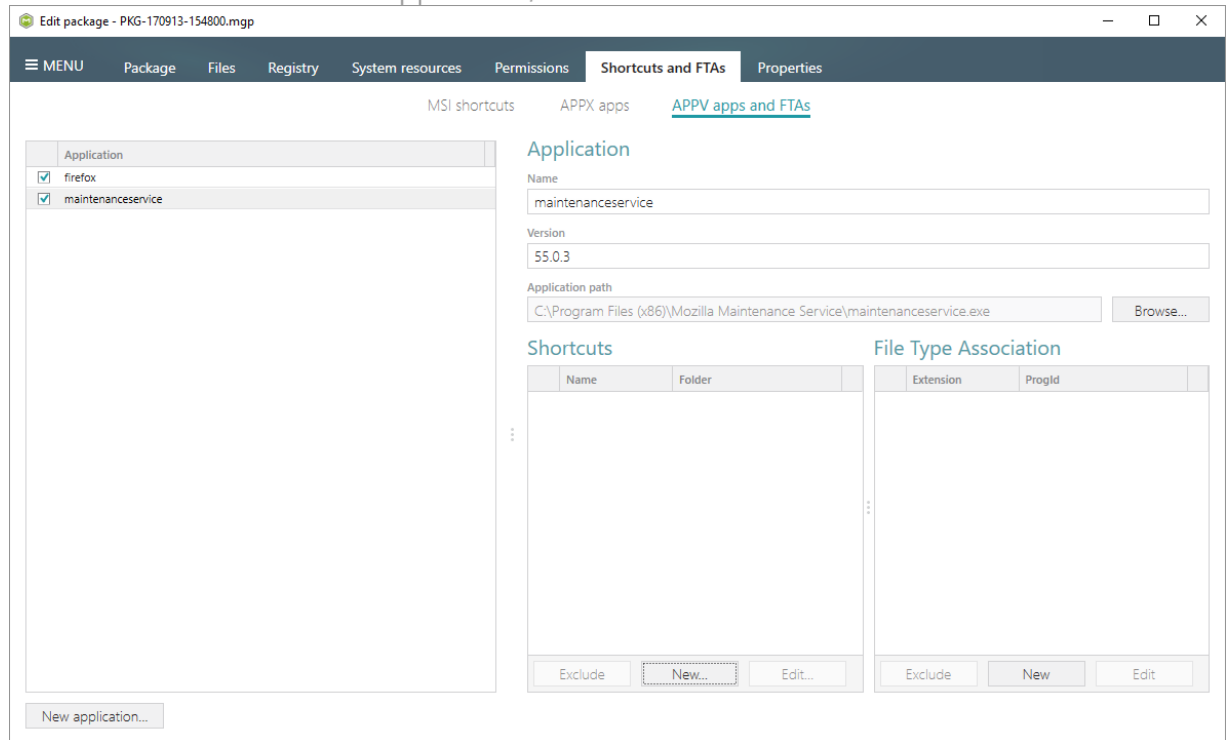 Edit package - PKG-170913-154800.mgp
MENU Package Files Registry System resources Permissions Shortcuts and FTAs Properties
MSI shortcuts APPX apps APPV apps and FTAs
Application
firefox
maintenanceservice
Application
Name
maintenanceservice
Version
55.0.3
Application path
C:\Program Files (x86)\Mozilla Maintenance Service\maintenanceservice.exe Browse...
Shortcuts
Name Folder
Exclude New... Edit...
File Type Association
Extension ProgId
Exclude New Edit
New application...